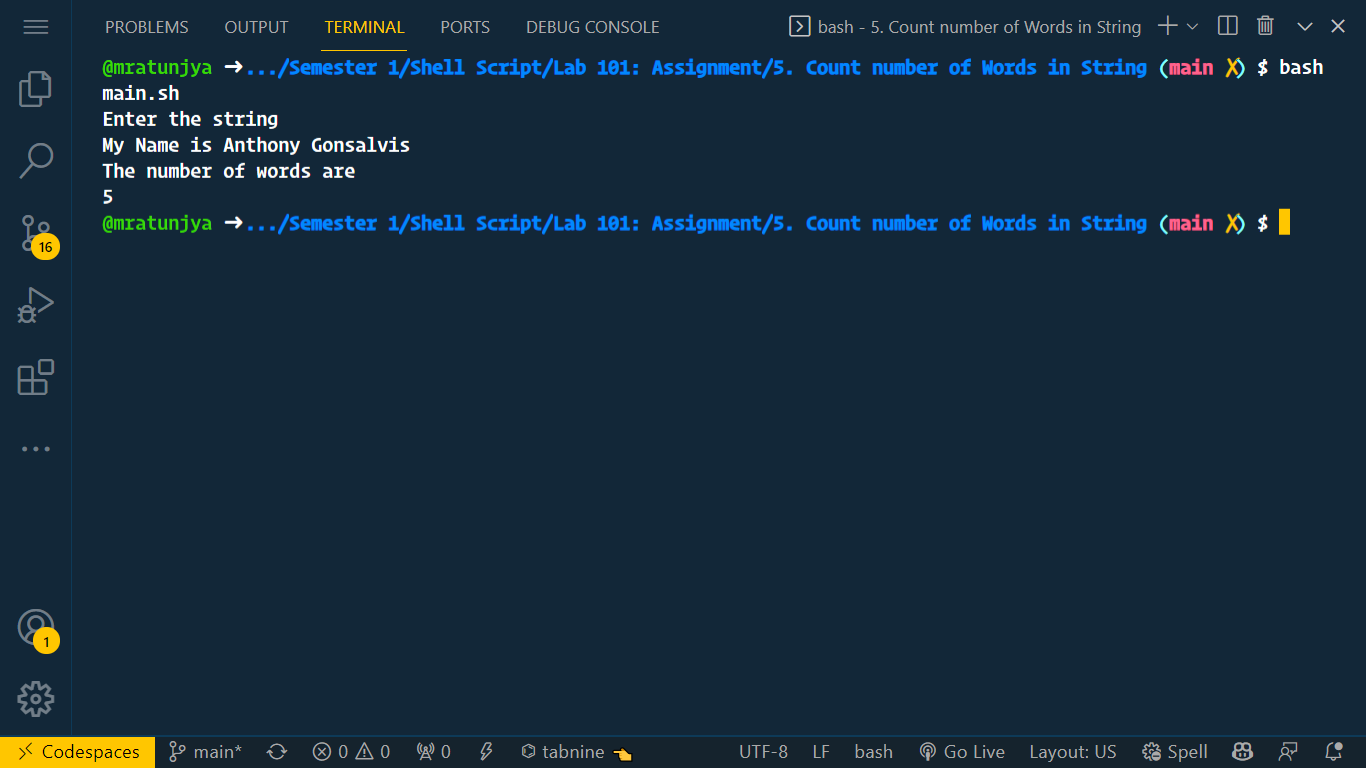 PROBLEMS OUTPUT TERMINAL PORTS DEBUG CONSOLE bash - 5. Count number of Words in String
@mratunjya ➜.../Semester 1/Shell Script/Lab 101: Assignment/5. Count number of Words in String (main ✗) $ bash
main.sh
Enter the string
My Name is Anthony Gonsalvis
The number of words are
5
@mratunjya ➜.../Semester 1/Shell Script/Lab 101: Assignment/5. Count number of Words in String (main ✗) $
16
1
Codespaces main* 0 0 0 tabnine 👈 UTF-8 LF bash Go Live Layout: US Spell